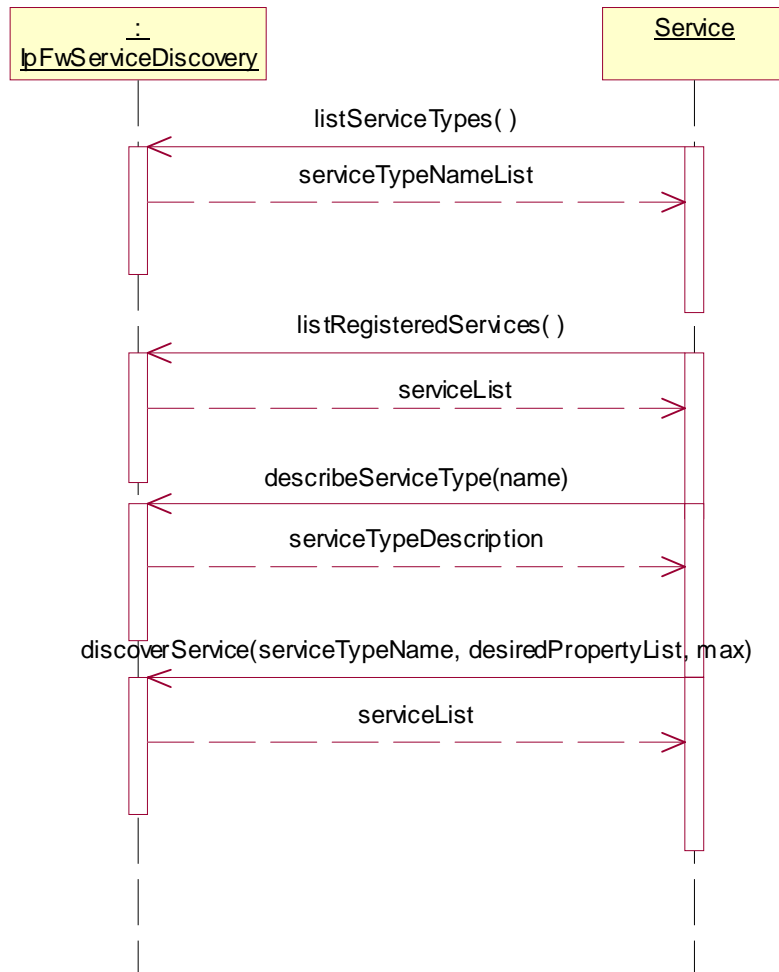 :
IpFwServiceDiscovery
Service
listServiceTypes( )
serviceTypeNameList
listRegisteredServices( )
serviceList
describeServiceType(name)
serviceTypeDescription
discoverService(serviceTypeName, desiredPropertyList, max)
serviceList